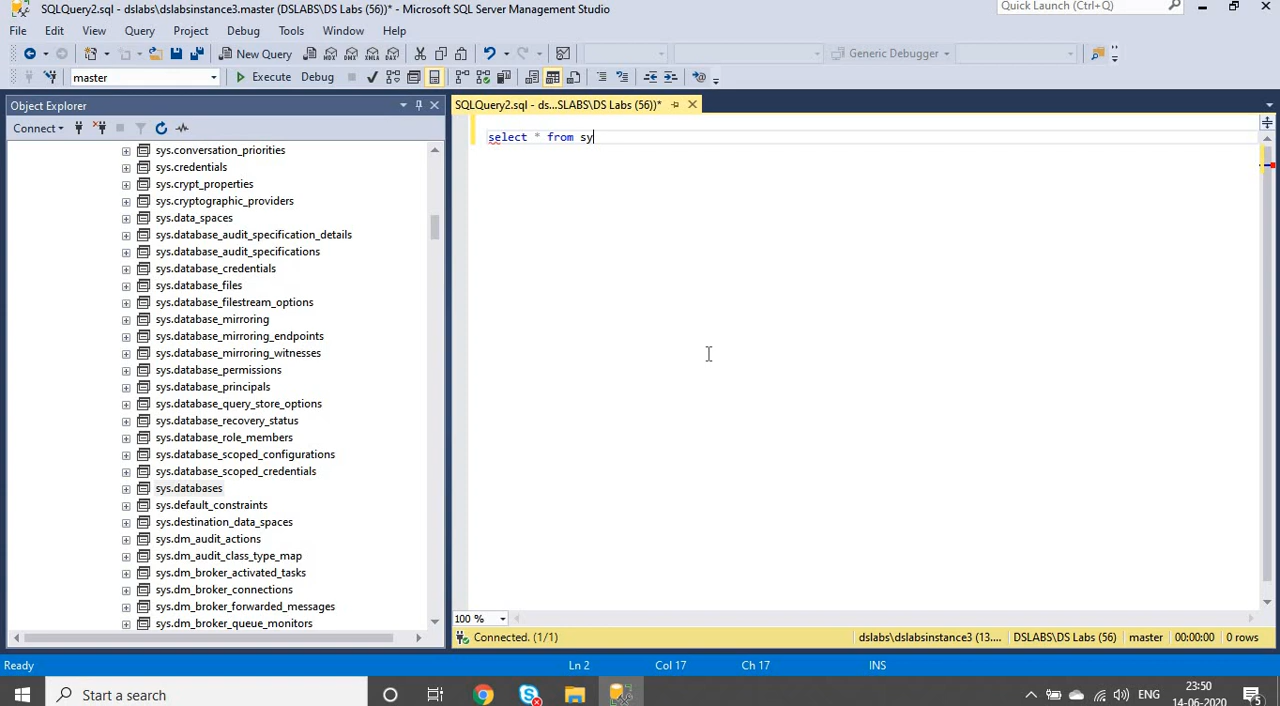 SQLQuery2.sql - dslabs\dslabsinstance3.master (DSLABS\DS Labs (56))* - Microsoft SQL Server Management Studio
Quick Launch (Ctrl+Q)
File Edit View Query Project Debug Tools Window Help
New Query
Generic Debugger
master
Execute Debug
Object Explorer
SQLQuery2.sql - ds...SLABS\DS Labs (56))*
Connect
select * from sy
sys.conversation_priorities
sys.credentials
sys.crypt_properties
sys.cryptographic_providers
sys.data_spaces
sys.database_audit_specification_details
sys.database_audit_specifications
sys.database_credentials
sys.database_files
sys.database_filestream_options
sys.database_mirroring
sys.database_mirroring_endpoints
sys.database_mirroring_witnesses
sys.database_permissions
sys.database_principals
sys.database_query_store_options
sys.database_recovery_status
sys.database_role_members
sys.database_scoped_configurations
sys.database_scoped_credentials
sys.databases
sys.default_constraints
sys.destination_data_spaces
sys.dm_audit_actions
sys.dm_audit_class_type_map
sys.dm_broker_activated_tasks
sys.dm_broker_connections
sys.dm_broker_forwarded_messages
sys.dm_broker_queue_monitors
100 %
Connected. (1/1)
dslabs\dslabsinstance3 (13.... DSLABS\DS Labs (56) master 00:00:00 0 rows
Ready
Ln 2 Col 17 Ch 17 INS
Start a search
ENG
23:50
14-06-2020
5